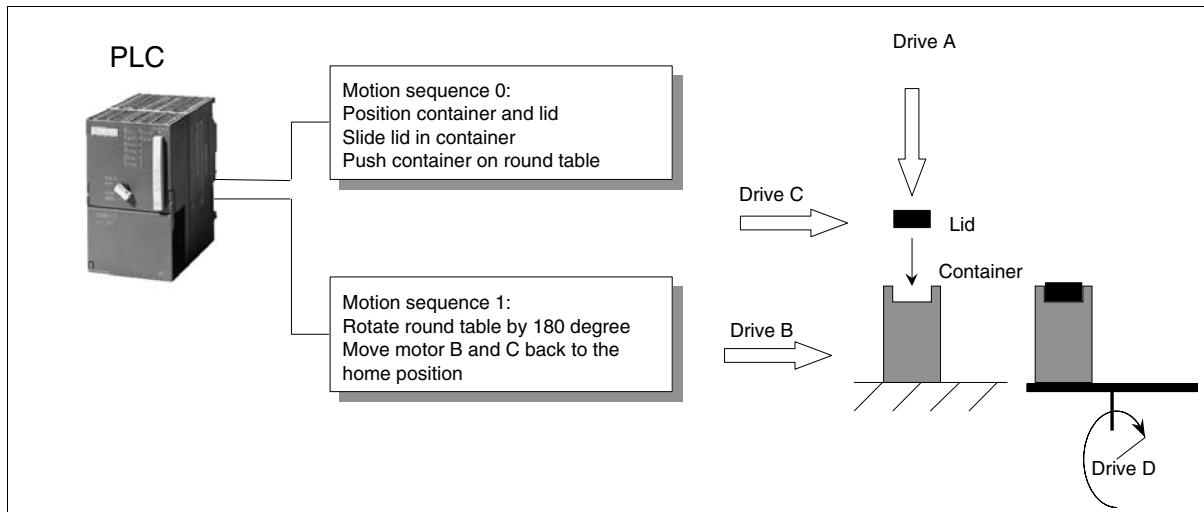 PLC
Motion sequence 0:
Position container and lid
Slide lid in container
Push container on round table
Motion sequence 1:
Rotate round table by 180 degree
Move motor B and C back to the
home position
Drive A
Drive C
Lid
Container
Drive B
Drive D